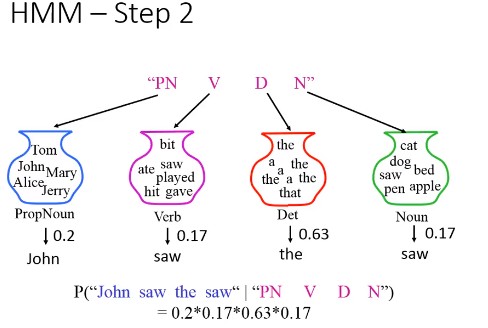 HMM – Step 2
“PN V D N”
Tom
John Mary
Alice Jerry
bit
ate saw
played
hit gave
the
a a the
the a the
that
cat
dog bed
saw
pen apple
PropNoun Verb Det Noun
0.2 0.17 0.63 0.17
John saw the saw
P(“John saw the saw“ | “PN V D N”)
= 0.2*0.17*0.63*0.17